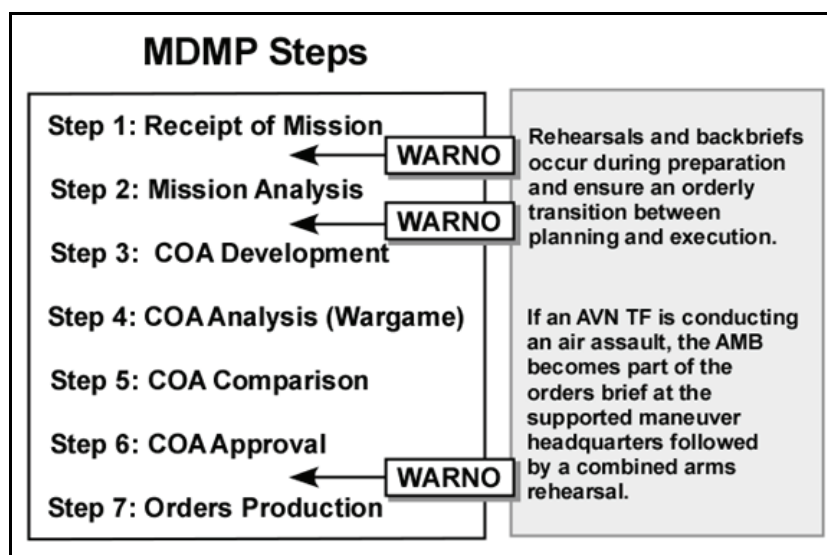 MDMP Steps
Step 1: Receipt of Mission
WARNO
Step 2: Mission Analysis
WARNO
Step 3: COA Development
Step 4: COA Analysis (Wargame)
Step 5: COA Comparison
Step 6: COA Approval
WARNO
Step 7: Orders Production
Rehearsals and backbriefs
occur during preparation
and ensure an orderly
transition between
planning and execution.
If an AVN TF is conducting
an air assault, the AMB
becomes part of the
orders brief at the
supported maneuver
headquarters followed
by a combined arms
rehearsal.